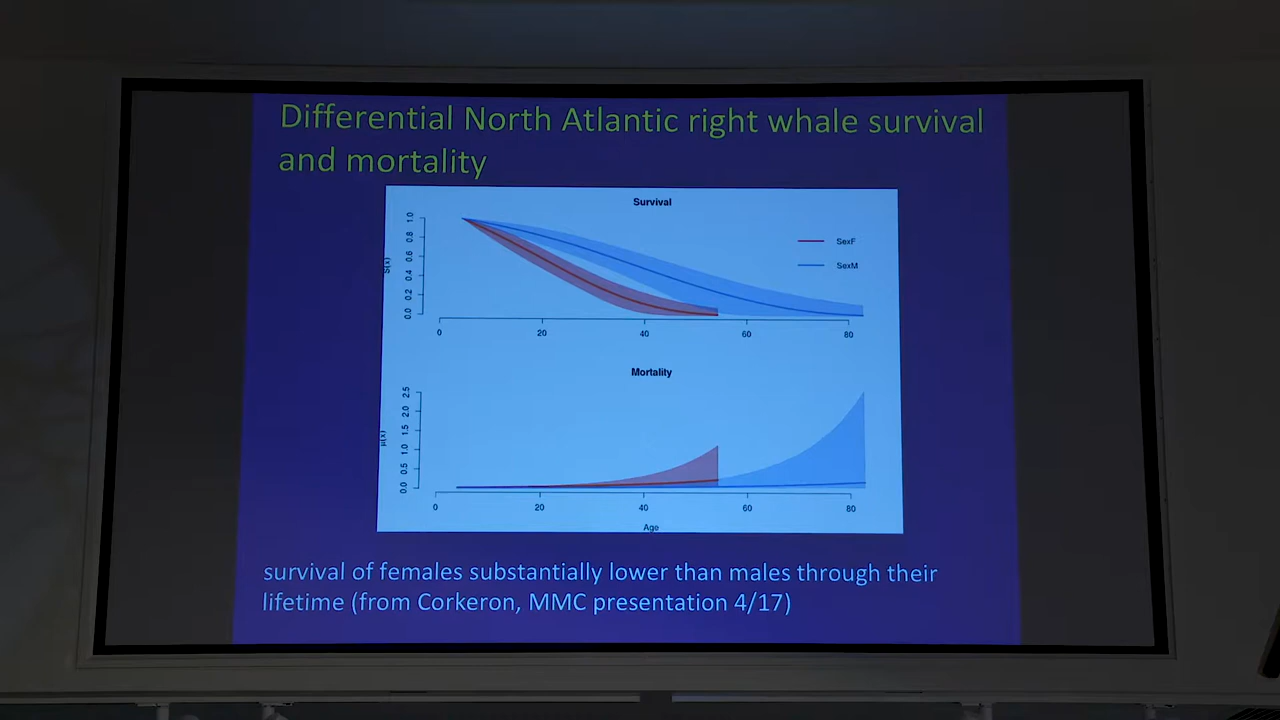 Differential North Atlantic right whale survival
and mortality
Survival
S(x)
1.0
0.8
0.6
0.4
0.2
0.0
SexF
SexM
0 20 40 60 80
Mortality
μ(x)
2.5
2.0
1.5
1.0
0.5
0.0
0 20 40 60 80
Age
survival of females substantially lower than males through their
lifetime (from Corkeron, MMC presentation 4/17)